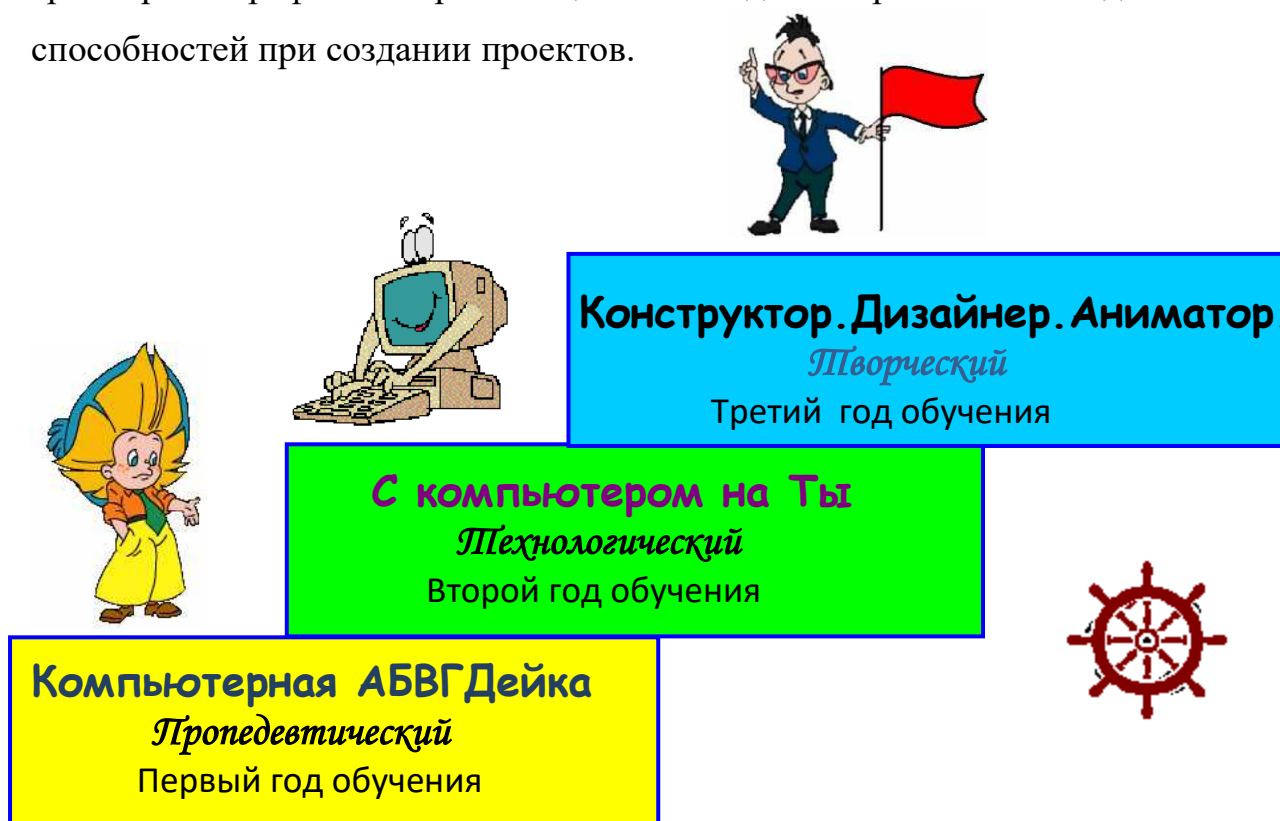 способностей при создании проектов.
Конструктор.Дизайнер.Аниматор
Творческий
Третий год обучения
С компьютером на Ты
Технологический
Второй год обучения
Компьютерная АБВГДейка
Пропедевтический
Первый год обучения